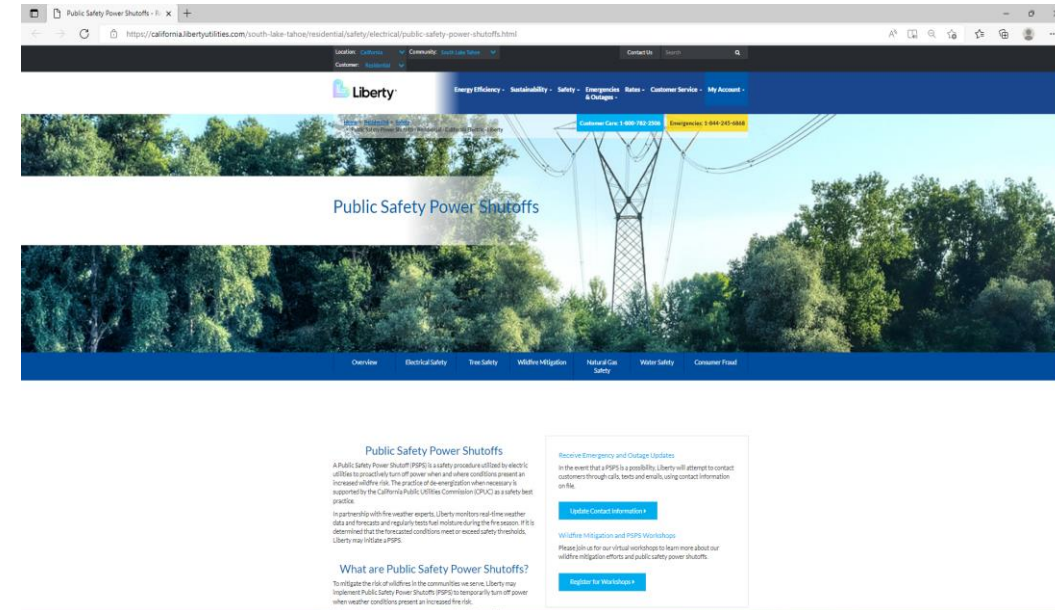 Public Safety Power Shutoffs - R
https://california.libertyutilities.com/south-lake-tahoe/residential/safety/electrical/public-safety-power-shutoffs.html
Location: California Community: South Lake Tahoe Contact Us Search
Customer: Residential
Liberty
Energy Efficiency Sustainability Safety Emergencies & Outages Rates Customer Service My Account
Home Residential Safety
Public Safety Power Shutoffs - Residential - California Electric - Liberty
Customer Care: 1-800-782-2506 Emergencies: 1-844-245-6868
Public Safety Power Shutoffs
Overview Electrical Safety Tree Safety Wildfire Mitigation Natural Gas Safety Water Safety Consumer Fraud
Public Safety Power Shutoffs
A Public Safety Power Shutoff (PSPS) is a safety procedure utilized by electric
utilities to proactively turn off power when and where conditions present an
increased wildfire risk. The practice of de-energization when necessary is
supported by the California Public Utilities Commission (CPUC) as a safety best
practice.
In partnership with fire weather experts, Liberty monitors real-time weather
data and forecasts and regularly tests fuel moisture during the fire season. If it is
determined that the forecasted conditions meet or exceed safety thresholds,
Liberty may initiate a PSPS.
What are Public Safety Power Shutoffs?
To mitigate the risk of wildfires in the communities we serve, Liberty may
implement Public Safety Power Shutoffs (PSPS) to temporarily turn off power
when weather conditions present an increased fire risk.
Receive Emergency and Outage Updates
In the event that a PSPS is a possibility, Liberty will attempt to contact
customers through calls, texts and emails, using contact information
on file.
Update Contact Information
Wildfire Mitigation and PSPS Workshops
Please join us for our virtual workshops to learn more about our
wildfire mitigation efforts and public safety power shutoffs.
Register for Workshops